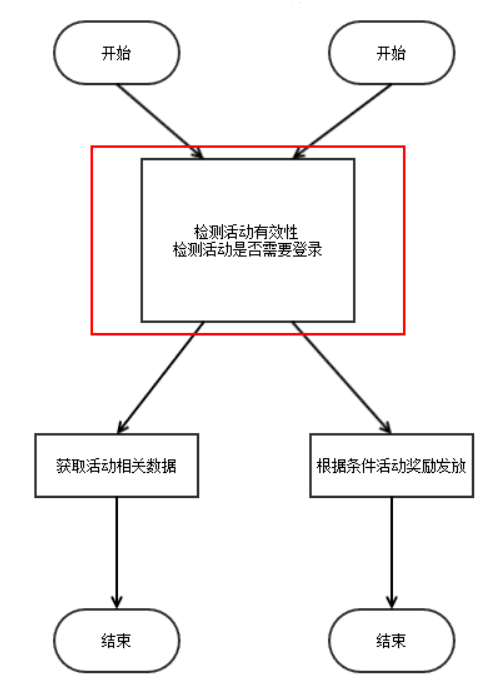 开始
开始
检测活动有效性
检测活动是否需要登录
获取活动相关数据
根据条件活动奖励发放
结束
结束